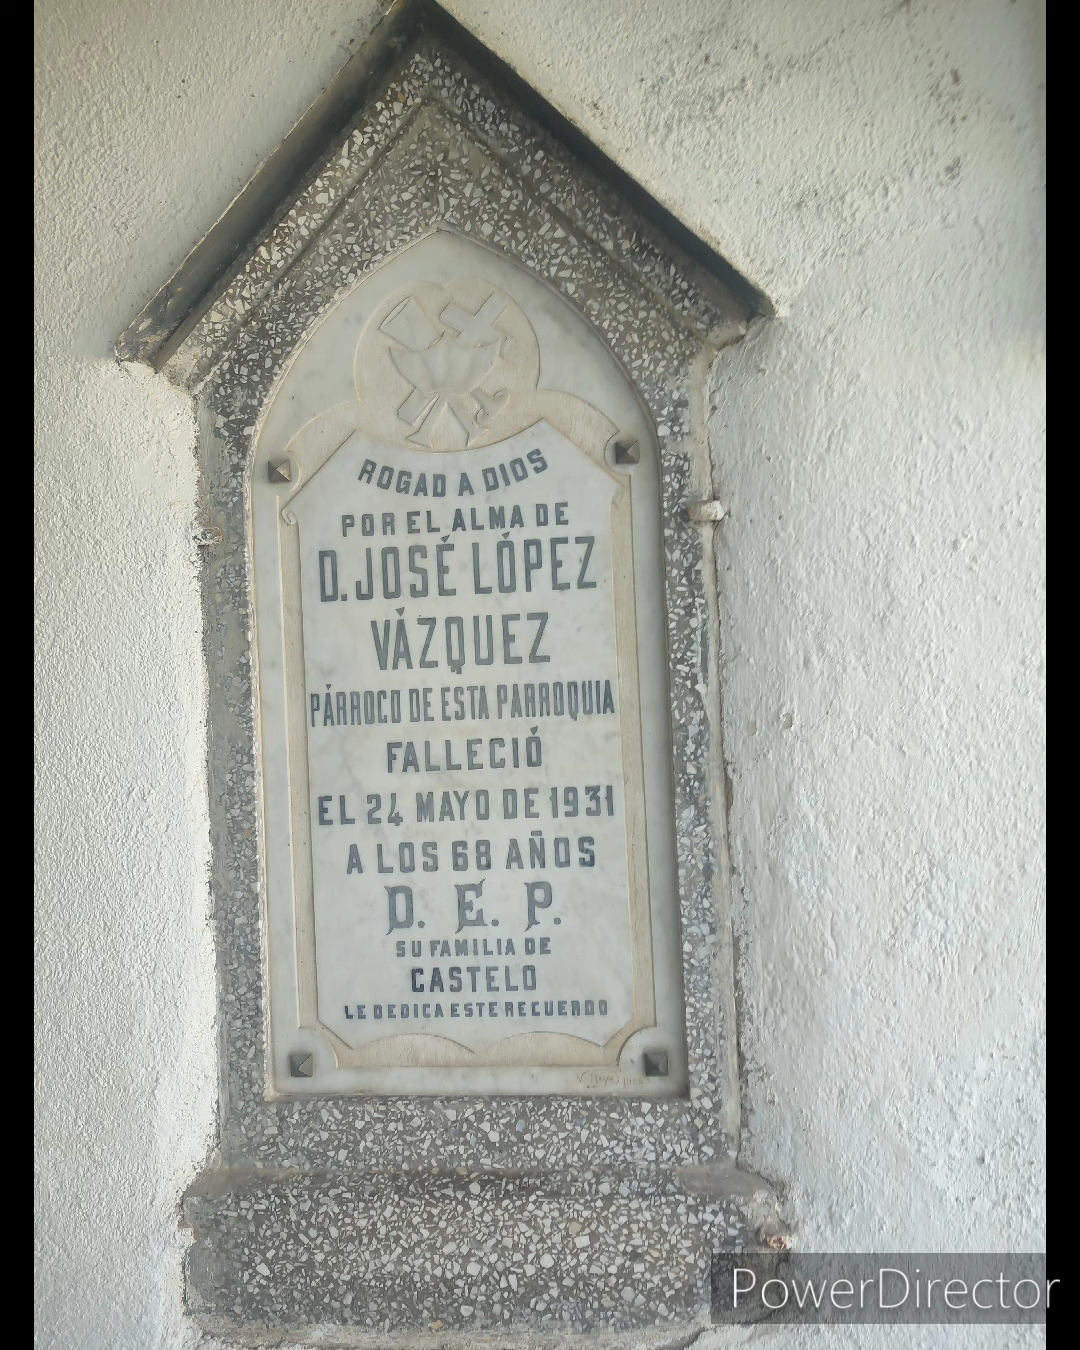 ROGAD A DIOS
POR EL ALMA DE
D. JOSÉ LÓPEZ
VÁZQUEZ
PÁRROCO DE ESTA PARROQUIA
FALLECIÓ
EL 24 MAYO DE 1931
A LOS 68 AÑOS
D. E. P.
SU FAMILIA DE
CASTELO
LE DEDICA ESTE RECUERDO
PowerDirector